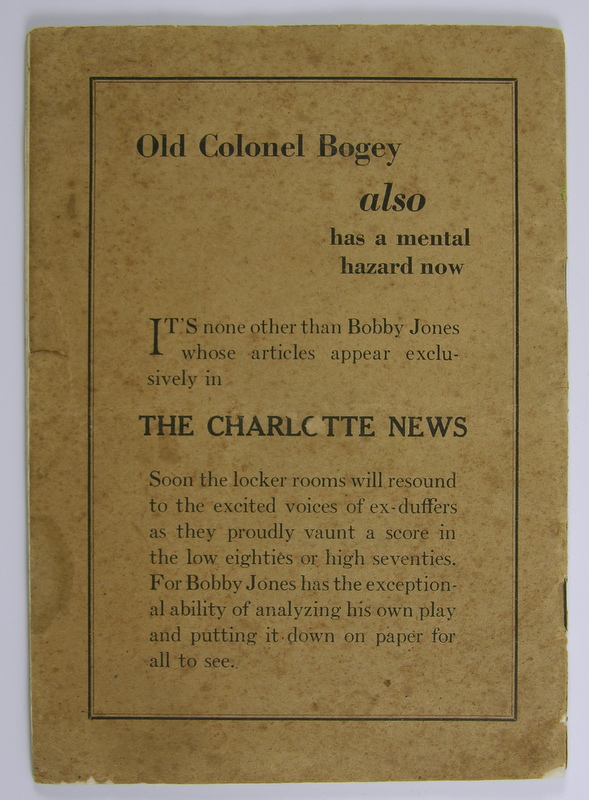 Old Colonel Bogey
also
has a mental
hazard now
IT'S none other than Bobby Jones
whose articles appear exclu-
sively in
THE CHARLOTTE NEWS
Soon the locker rooms will resound
to the excited voices of ex-duffers
as they proudly vaunt a score in
the low eighties or high seventies.
For Bobby Jones has the exception-
al ability of analyzing his own play
and putting it down on paper for
all to see.